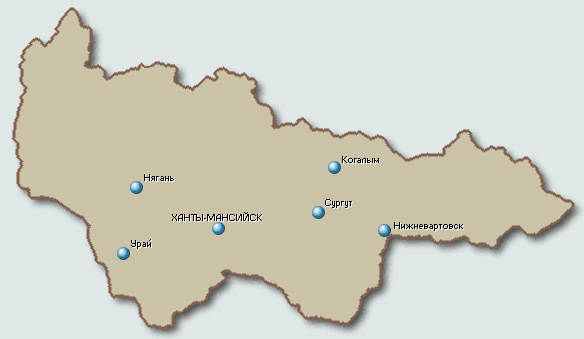 Когалым
Нягань
Сургут
ХАНТЫ-МАНСИЙСК
Нижневартовск
Урай